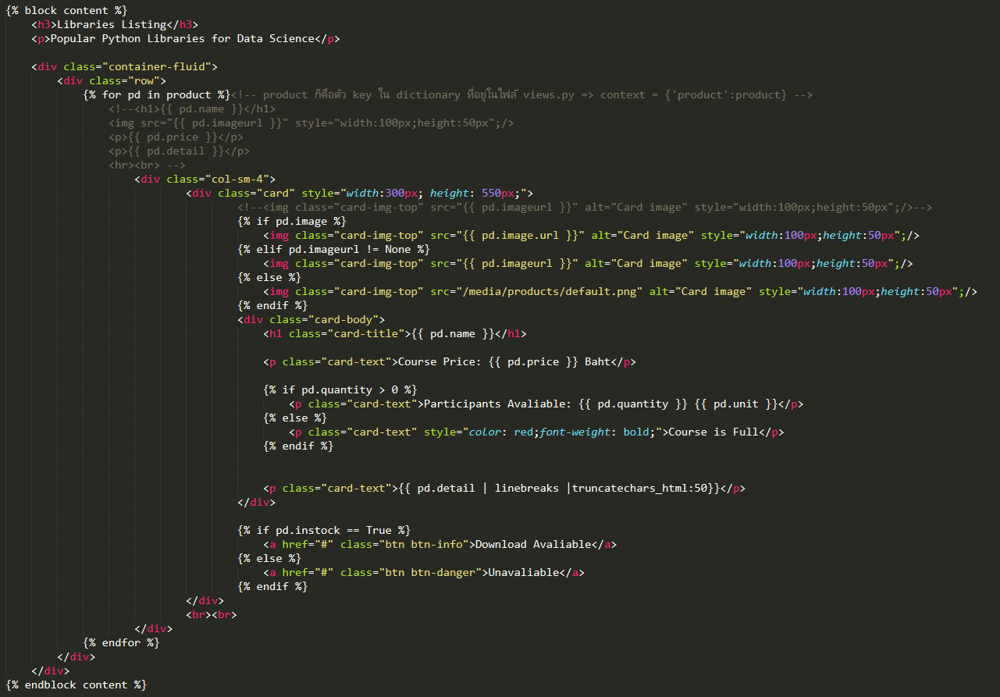 {% block content %}
<h3>Libraries Listing</h3>
<p>Popular Python Libraries for Data Science</p>
<div class="container-fluid">
<div class="row">
{% for pd in product %}<!-- product ก็คือตัว key ใน dictionary ที่อยู่ในไฟล์ views.py => context = {'product':product} -->
<!--<h1>{{ pd.name }}</h1>
<img src="{{ pd.imageurl }}" style="width:100px;height:50px";/>
<p>{{ pd.price }}</p>
<p>{{ pd.detail }}</p>
<hr><br> -->
<div class="col-sm-4">
<div class="card" style="width:300px; height: 550px;">
<!--<img class="card-img-top" src="{{ pd.imageurl }}" alt="Card image" style="width:100px;height:50px";/>-->
{% if pd.image %}
<img class="card-img-top" src="{{ pd.image.url }}" alt="Card image" style="width:100px;height:50px";/>
{% elif pd.imageurl != None %}
<img class="card-img-top" src="{{ pd.imageurl }}" alt="Card image" style="width:100px;height:50px";/>
{% else %}
<img class="card-img-top" src="/media/products/default.png" alt="Card image" style="width:100px;height:50px";/>
{% endif %}
<div class="card-body">
<h1 class="card-title">{{ pd.name }}</h1>
<p class="card-text">Course Price: {{ pd.price }} Baht</p>
{% if pd.quantity > 0 %}
<p class="card-text">Participants Avaliable: {{ pd.quantity }} {{ pd.unit }}</p>
{% else %}
<p class="card-text" style="color: red;font-weight: bold;">Course is Full</p>
{% endif %}
<p class="card-text">{{ pd.detail | linebreaks |truncatechars_html:50}}</p>
</div>
{% if pd.instock == True %}
<a href="#" class="btn btn-info">Download Avaliable</a>
{% else %}
<a href="#" class="btn btn-danger">Unavaliable</a>
{% endif %}
</div>
<br><br>
</div>
{% endfor %}
</div>
</div>
{% endblock content %}